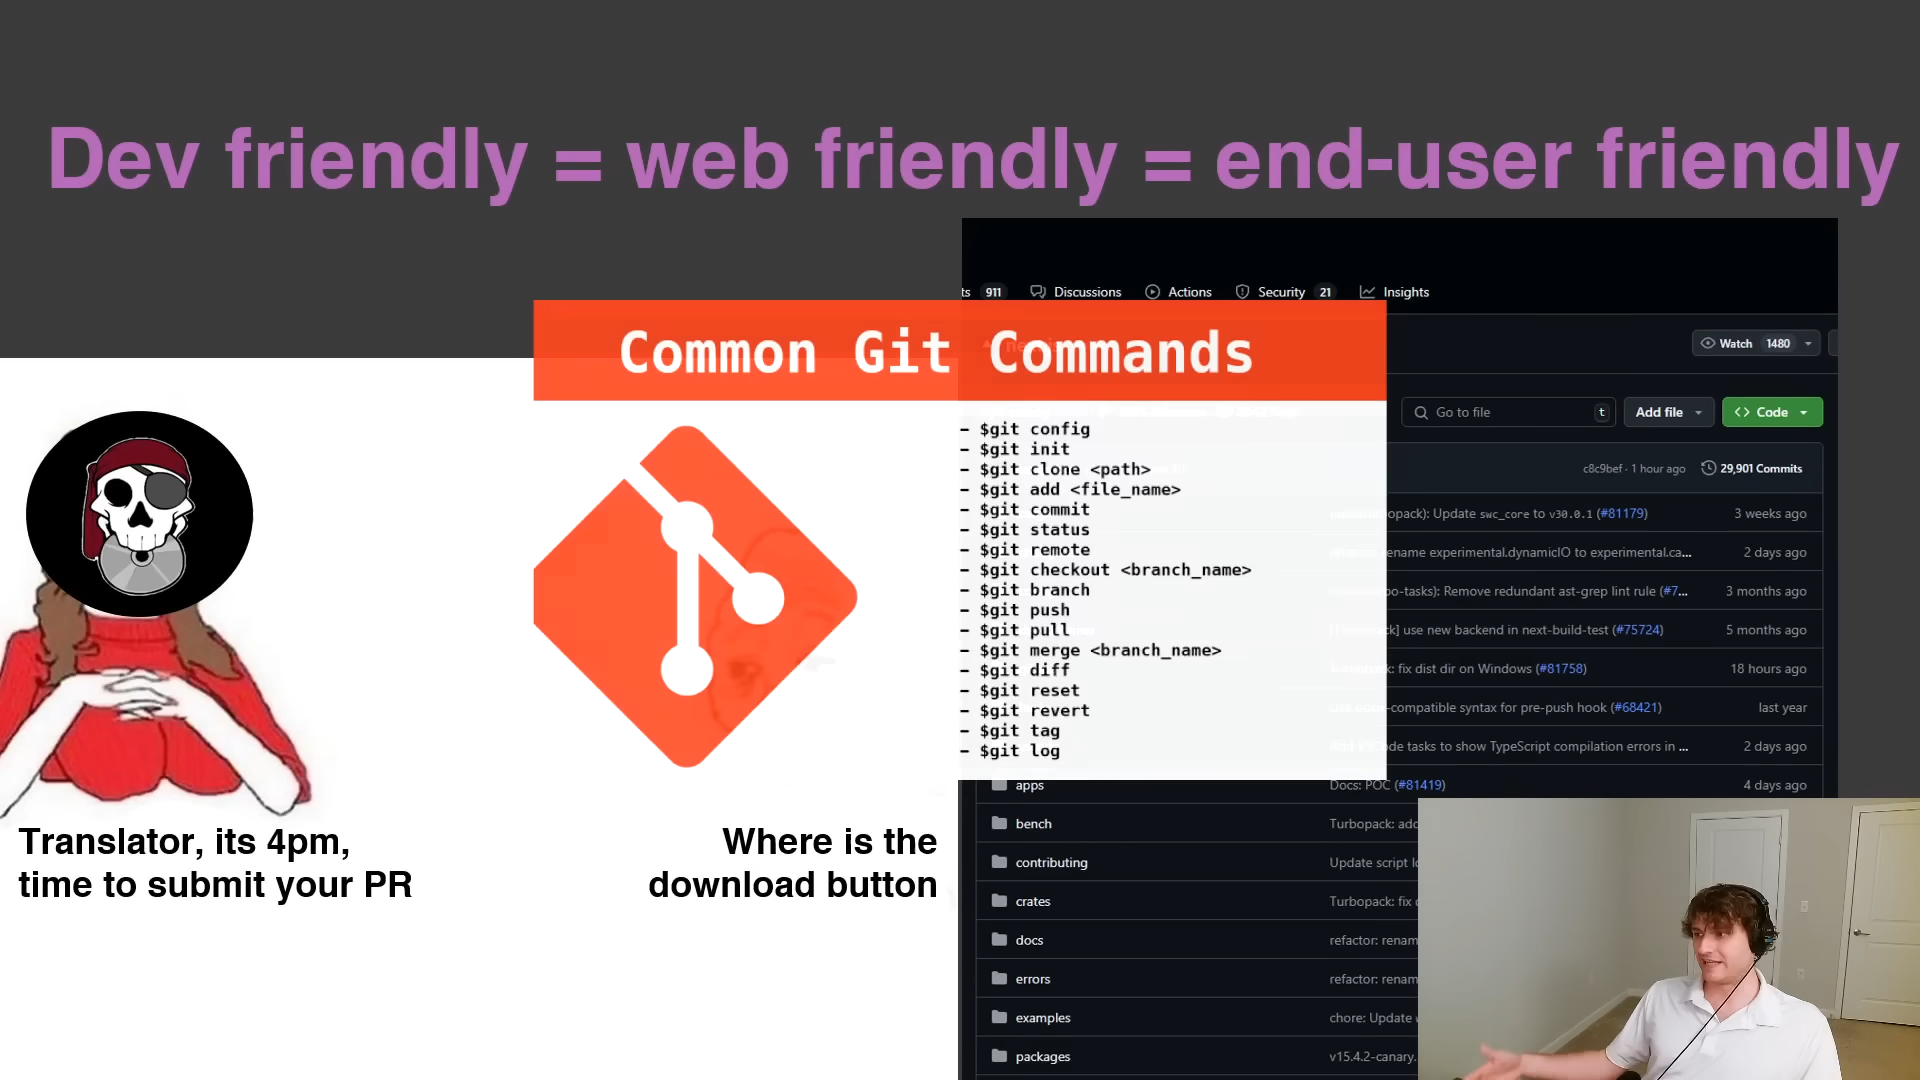 Dev friendly = web friendly = end-user friendly
ts 911 Discussions Actions Security 21 Insights
Common Git Commands
Watch 1480
Go to file t Add file Code
- $git config
- $git init
- $git clone <path>
- $git add <file_name>
- $git commit
- $git status
- $git remote
- $git checkout <branch_name>
- $git branch
- $git push
- $git pull
- $git merge <branch_name>
- $git diff
- $git reset
- $git revert
- $git tag
- $git log
c8c9bef · 1 hour ago 29,901 Commits
opack): Update swc_core to v30.0.1 (#81179) 3 weeks ago
rename experimental.dynamicIO to experimental.ca... 2 days ago
bo-tasks): Remove redundant ast-grep lint rule (#7... 3 months ago
use new backend in next-build-test (#75724) 5 months ago
fix dist dir on Windows (#81758) 18 hours ago
-compatible syntax for pre-push hook (#68421) last year
Code tasks to show TypeScript compilation errors in ... 2 days ago
apps Docs: POC (#81419) 4 days ago
bench Turbopack: add
contributing Update script
crates Turbopack: fix
docs refactor: renam
errors refactor: renam
examples chore: Update
packages v15.4.2-canary.
Translator, its 4pm,
time to submit your PR
Where is the
download button